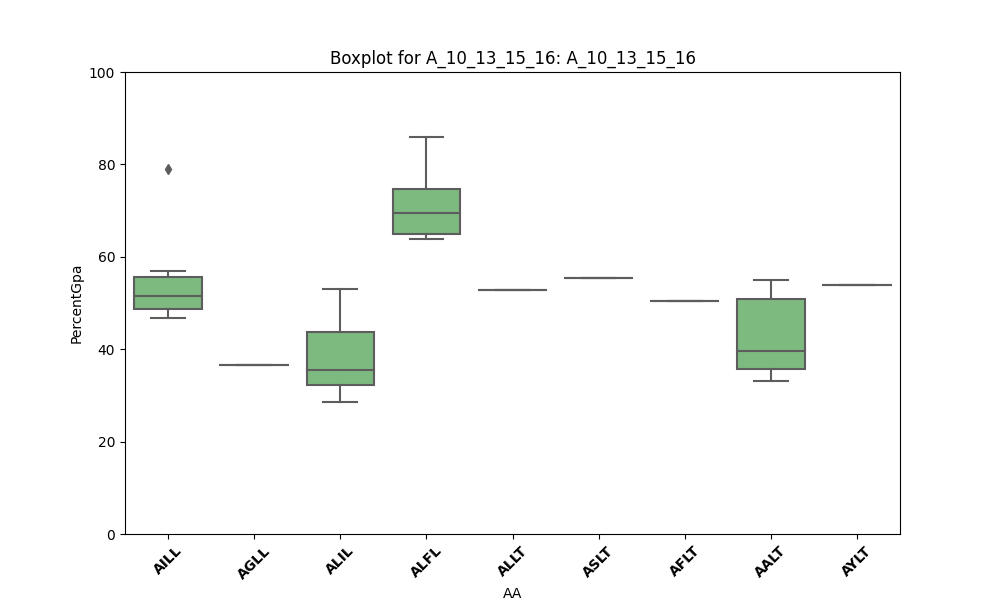 Boxplot for A_10_13_15_16: A_10_13_15_16
PercentGpa
100
80
60
40
20
0
AILL AGLL ALIL ALFL ALLT ASLT AFLT AALT AYLT
AA